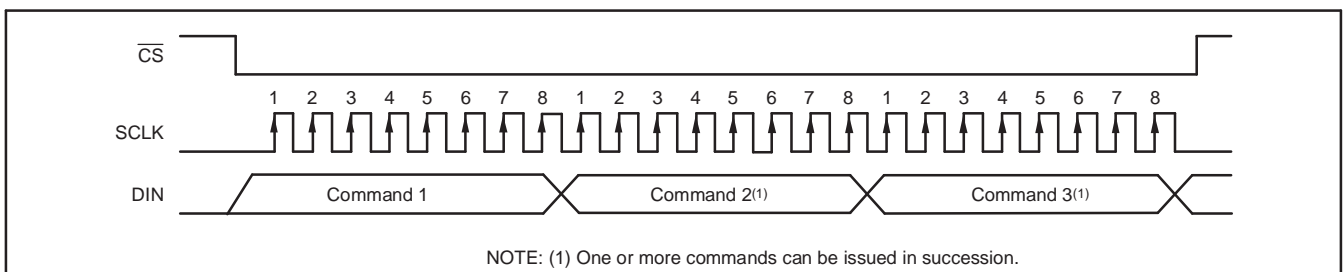 CS
1 2 3 4 5 6 7 8 1 2 3 4 5 6 7 8 1 2 3 4 5 6 7 8
SCLK
DIN Command 1 Command 2(1) Command 3(1)
NOTE: (1) One or more commands can be issued in succession.